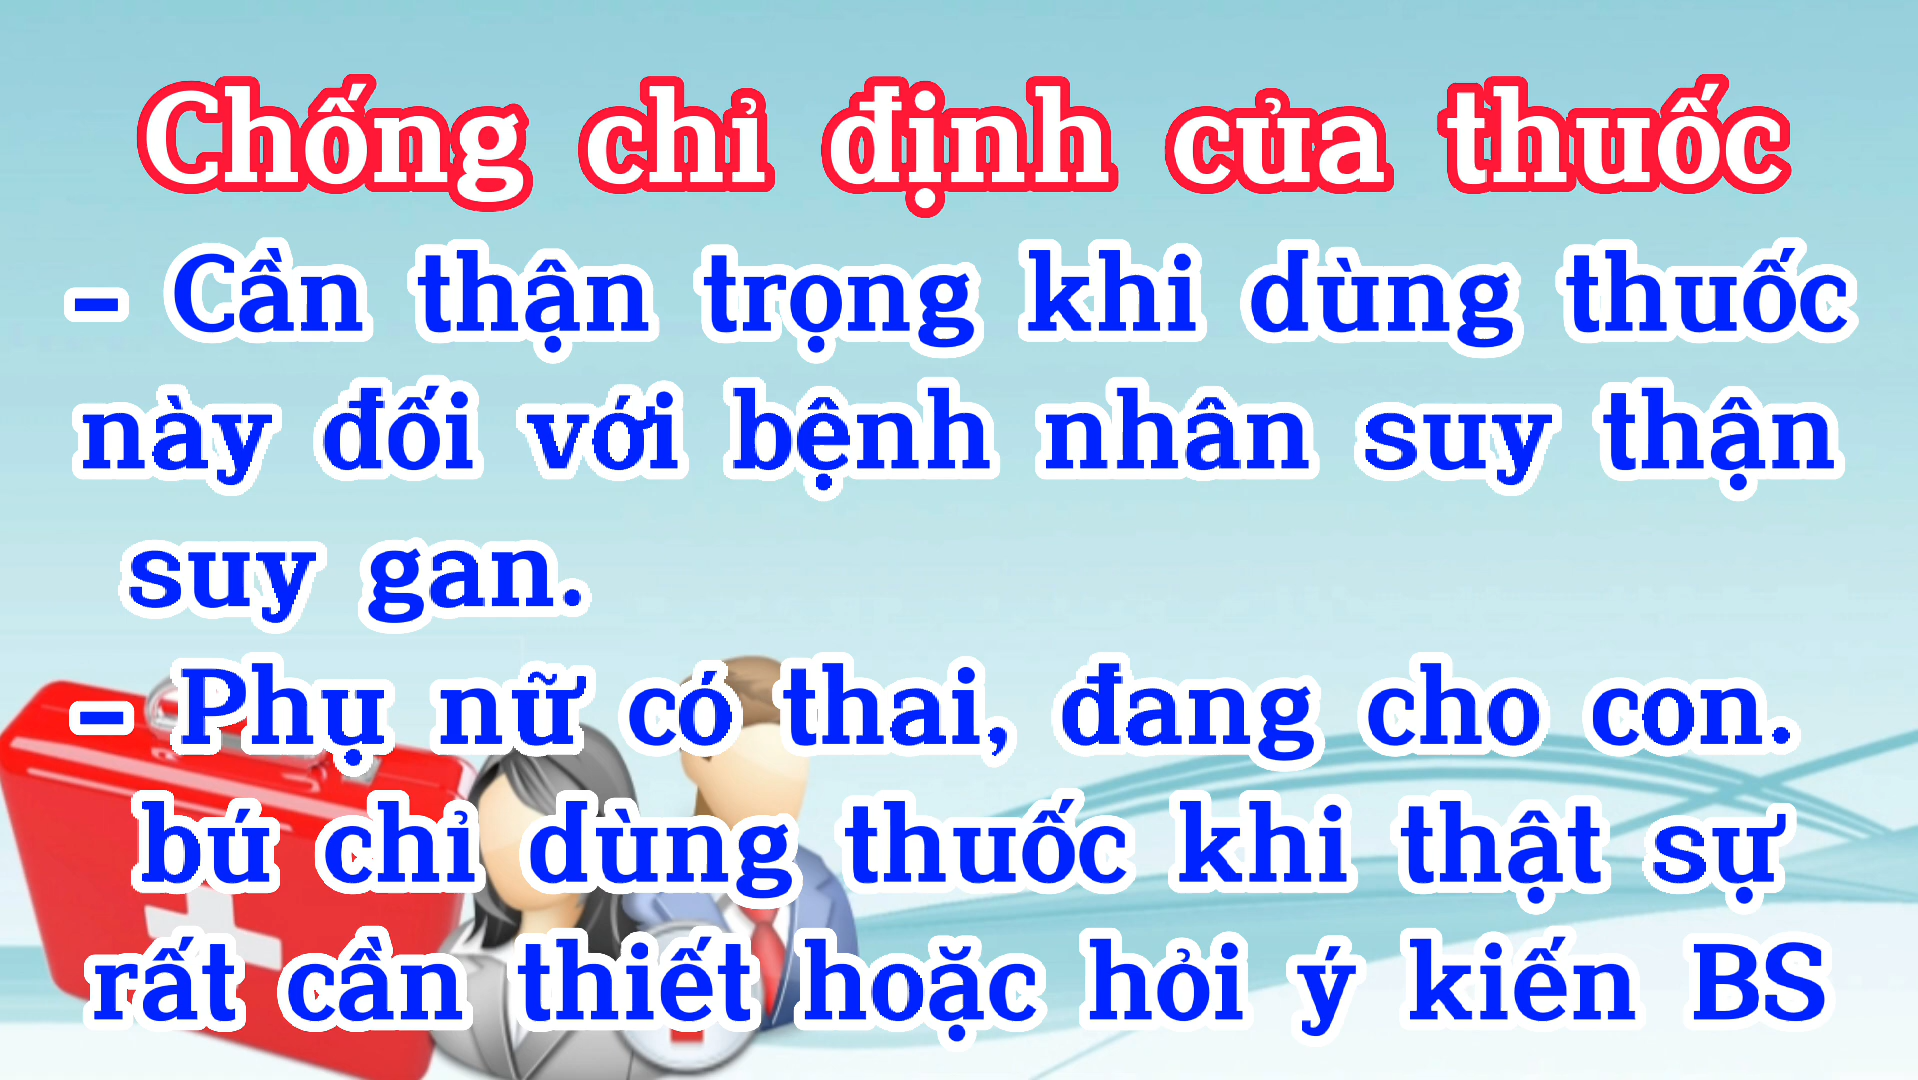 Chống chỉ định của thuốc
- Cần thận trọng khi dùng thuốc
này đối với bệnh nhân suy thận
suy gan.
- Phụ nữ có thai, đang cho con.
bú chỉ dùng thuốc khi thật sự
rất cần thiết hoặc hỏi ý kiến BS